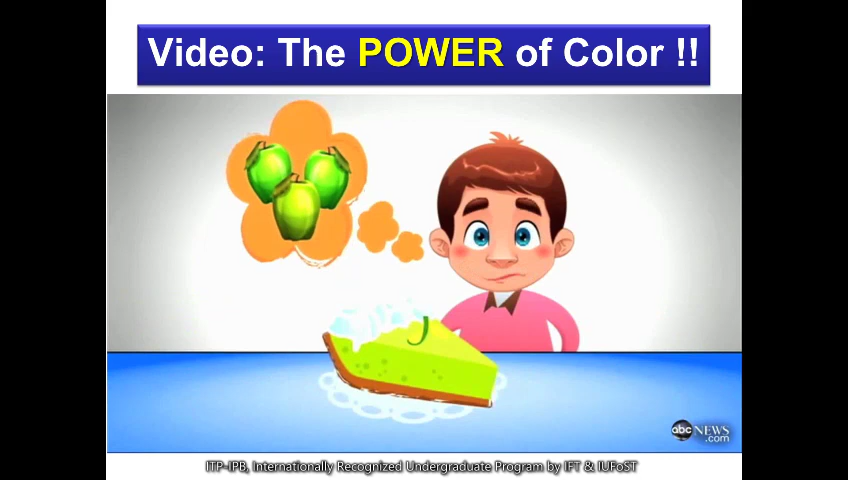 Video: The POWER of Color !!
abc NEWS
.com
ITP-IPB, Internationally Recognized Undergraduate Program by IFT & IUFoST